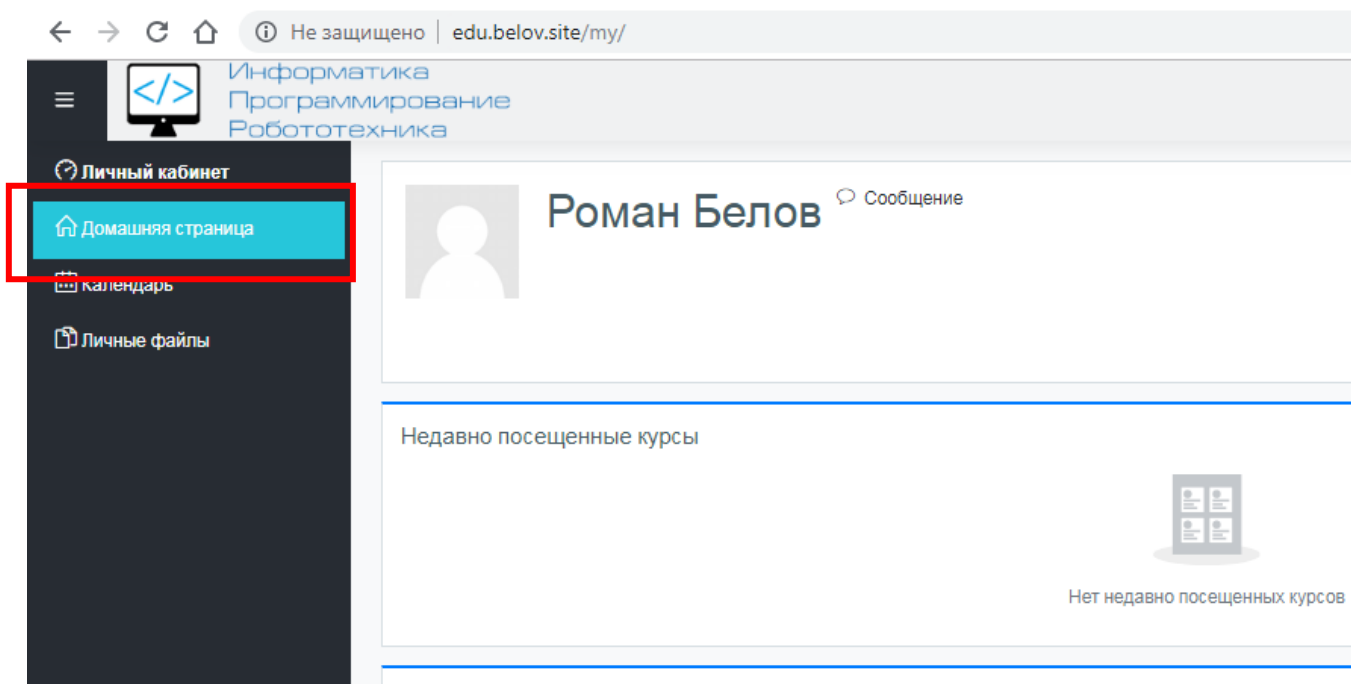 Не защищено | edu.belov.site/my/
</>
Информатика
Программирование
Робототехника
Личный кабинет
Домашняя страница
Календарь
Личные файлы
Роман Белов
Сообщение
Недавно посещенные курсы
Нет недавно посещенных курсов